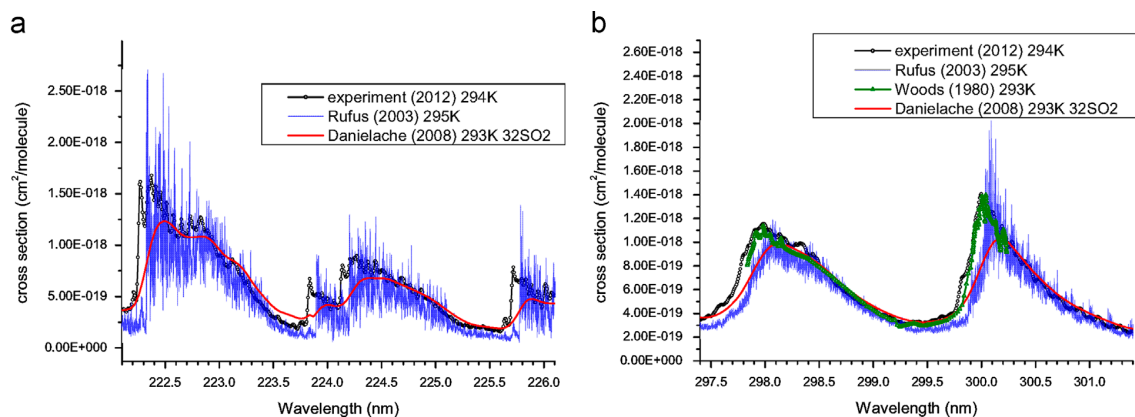 a
2.50E-018
2.00E-018
1.50E-018
1.00E-018
5.00E-019
0.00E+000
cross section (cm²/molecule)
experiment (2012) 294K
Rufus (2003) 295K
Danielache (2008) 293K 32SO2
222.5 223.0 223.5 224.0 224.5 225.0 225.5 226.0
Wavelength (nm)
b
2.60E-018
2.40E-018
2.20E-018
2.00E-018
1.80E-018
1.60E-018
1.40E-018
1.20E-018
1.00E-018
8.00E-019
6.00E-019
4.00E-019
2.00E-019
0.00E+000
cross section (cm²/molecule)
experiment (2012) 294K
Rufus (2003) 295K
Woods (1980) 293K
Danielache (2008) 293K 32SO2
297.5 298.0 298.5 299.0 299.5 300.0 300.5 301.0
Wavelength (nm)